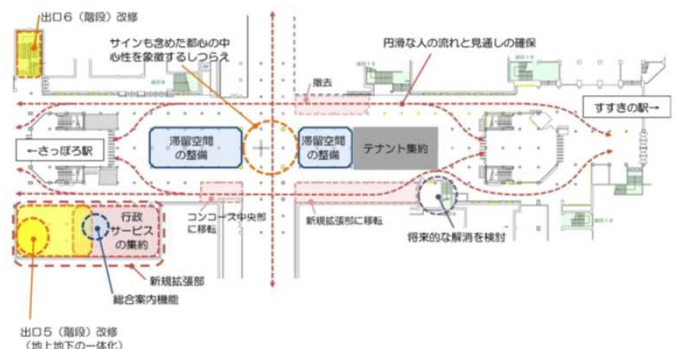 出口6（階段）改修
サインも含めた都心の中
心性を象徴するしつらえ
円滑な人の流れと見通しの確保
撤去
すすきの駅→
←さっぽろ駅
滞留空間
の整備
滞留空間
の整備
テナント集約
行政
サービス
の集約
コンコース中央部
に移転
新規拡張部に移転
将来的な解消を検討
新規拡張部
総合案内機能
出口5（階段）改修
（地上地下の一体化）